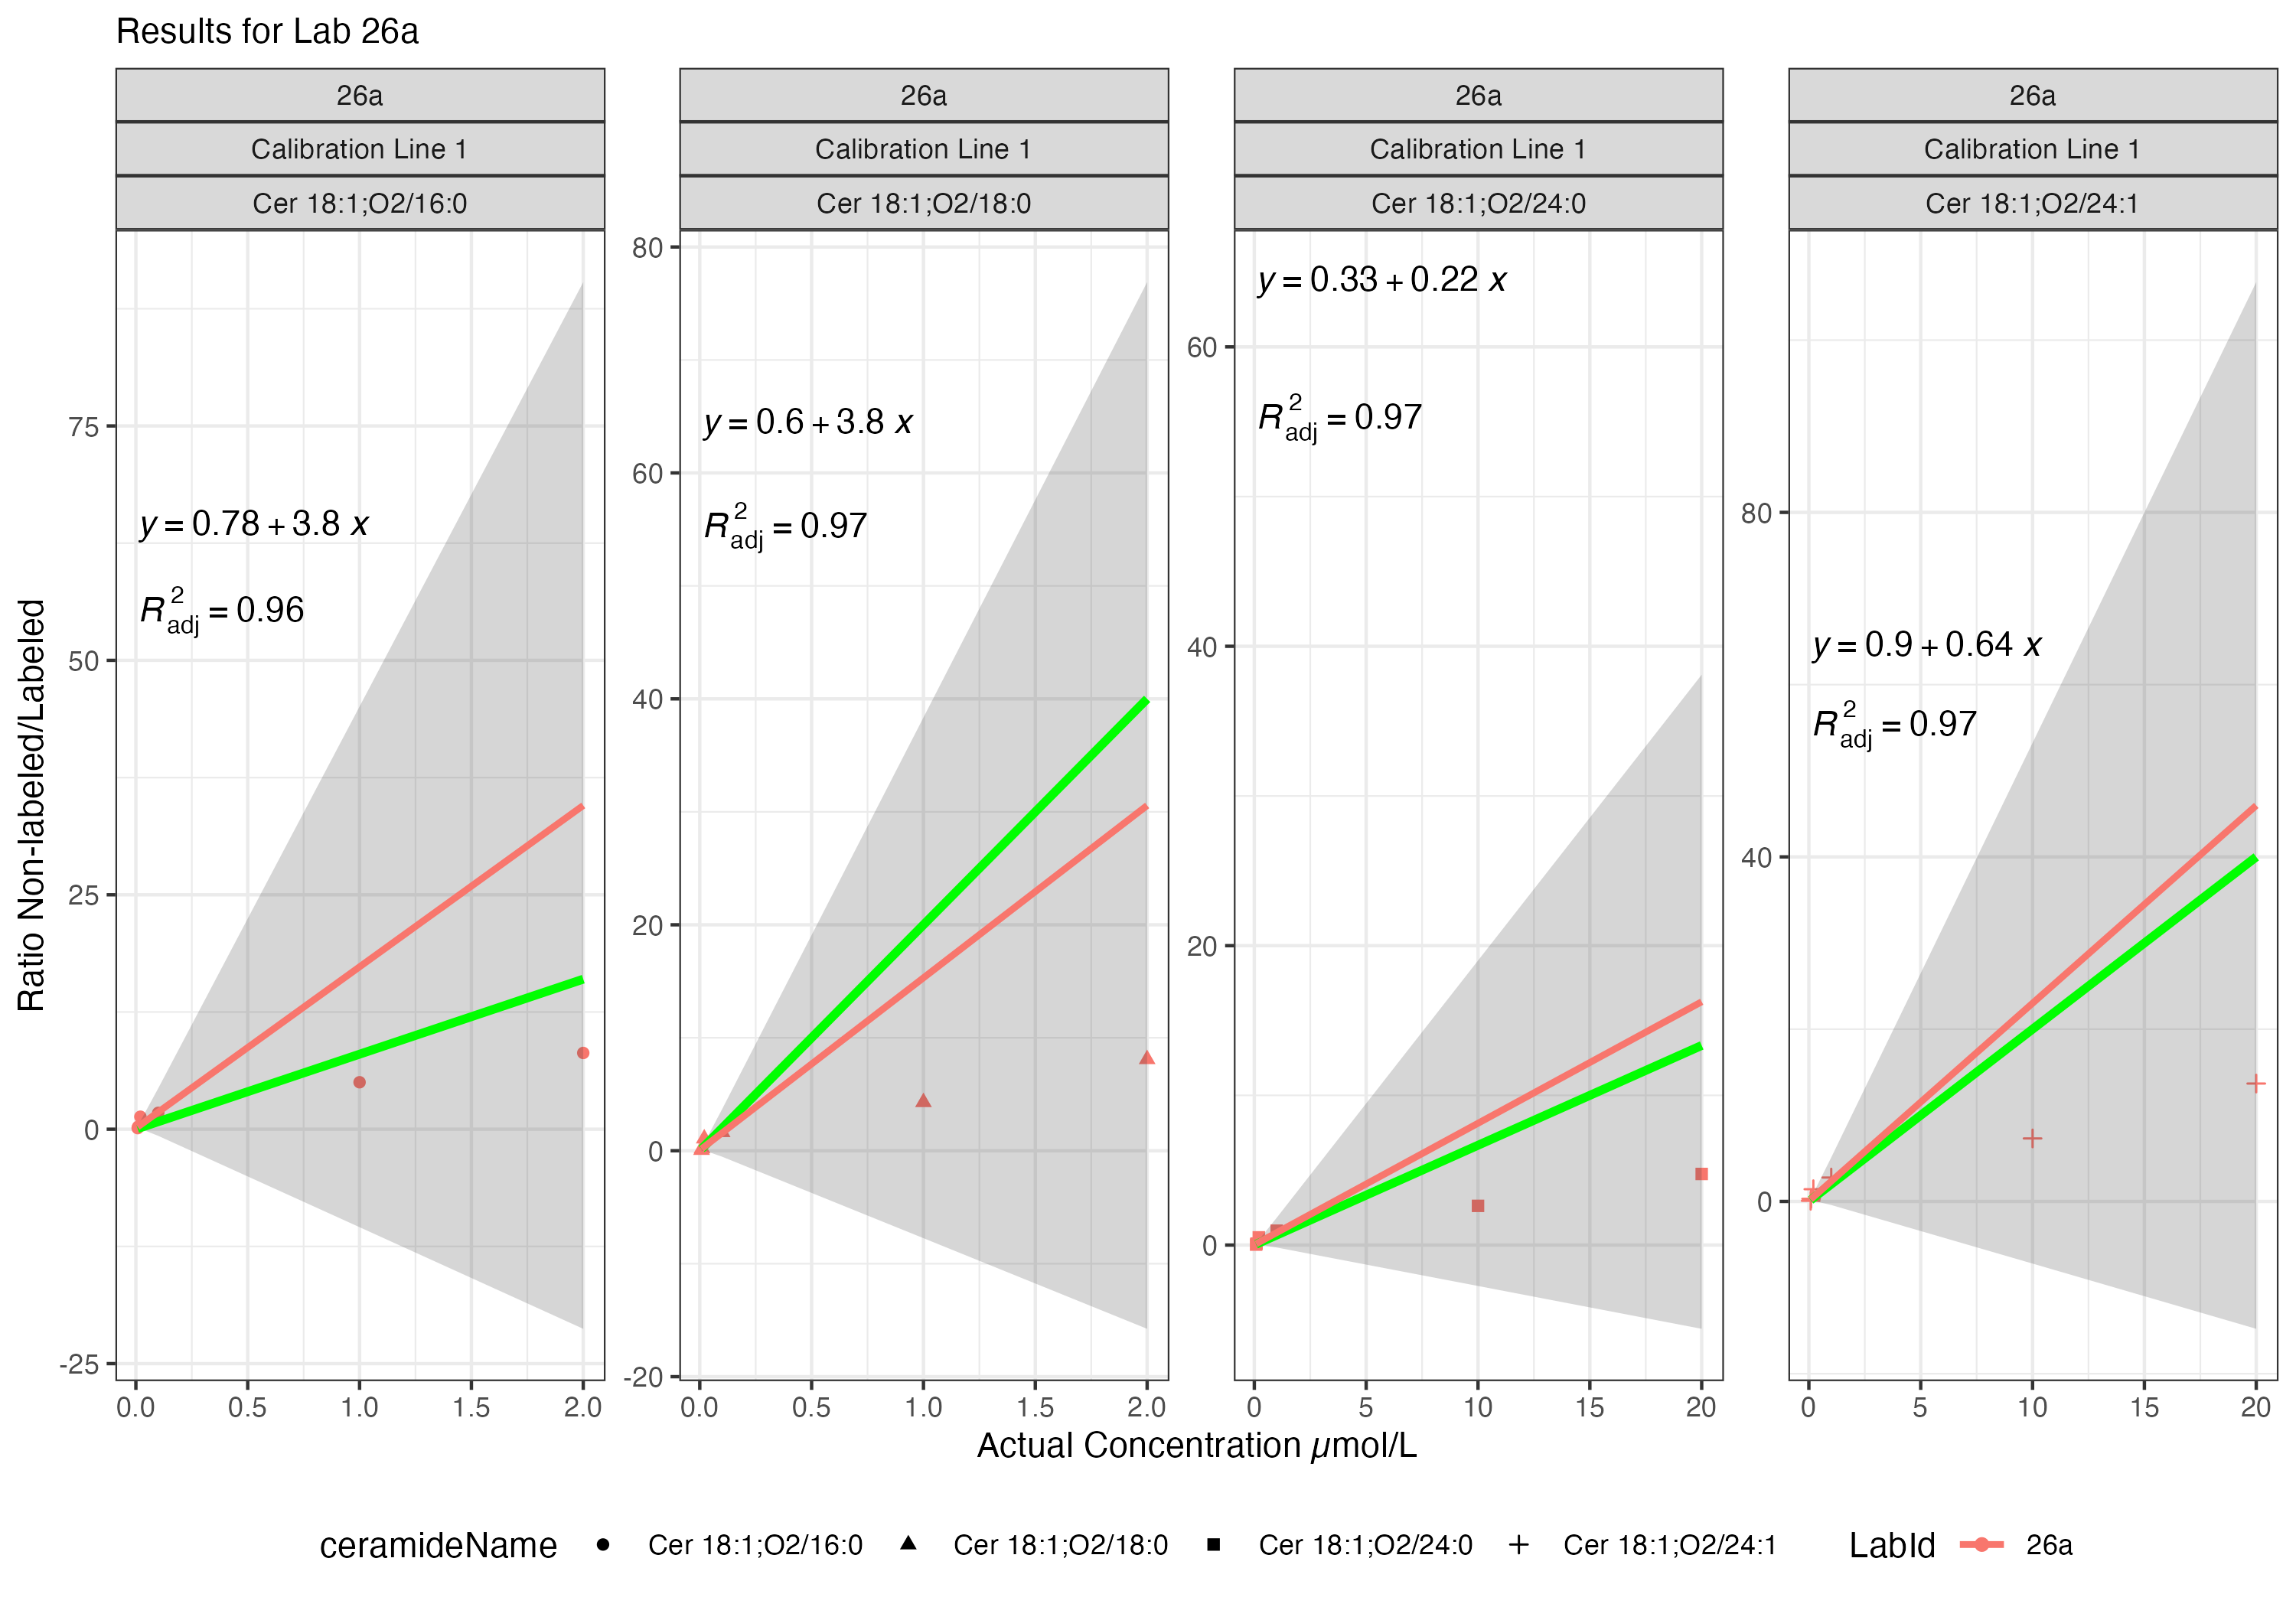 Results for Lab 26a
26a
Calibration Line 1
Cer 18:1;O2/16:0
26a
Calibration Line 1
Cer 18:1;O2/18:0
26a
Calibration Line 1
Cer 18:1;O2/24:0
26a
Calibration Line 1
Cer 18:1;O2/24:1
Ratio Non-labeled/Labeled
75
50
25
0
-25
y = 0.78 + 3.8 x
R²adj = 0.96
0.0 0.5 1.0 1.5 2.0
80
60
40
20
0
-20
y = 0.6 + 3.8 x
R²adj = 0.97
0.0 0.5 1.0 1.5 2.0
60
40
20
0
y = 0.33 + 0.22 x
R²adj = 0.97
0 5 10 15 20
80
40
0
y = 0.9 + 0.64 x
R²adj = 0.97
0 5 10 15 20
Actual Concentration µmol/L
ceramideName Cer 18:1;O2/16:0 Cer 18:1;O2/18:0 Cer 18:1;O2/24:0 Cer 18:1;O2/24:1 LabId 26a